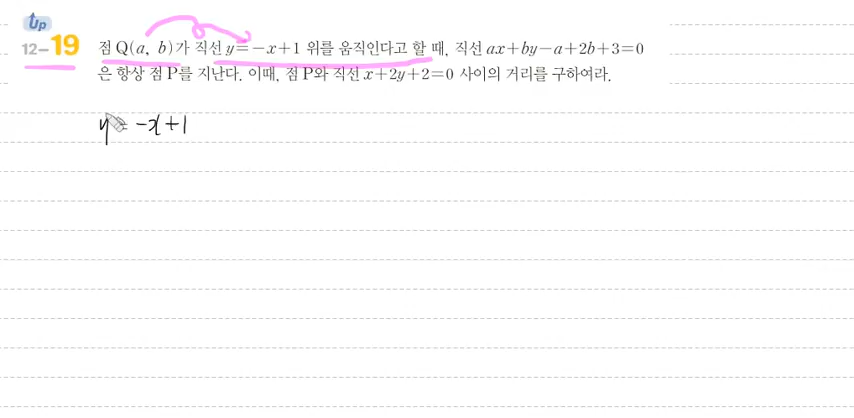 Up
12-19 점 Q(a, b)가 직선 y=-x+1 위를 움직인다고 할 때, 직선 ax+by-a+2b+3=0
은 항상 점 P를 지난다. 이때, 점 P와 직선 x+2y+2=0 사이의 거리를 구하여라.
y= -x+1